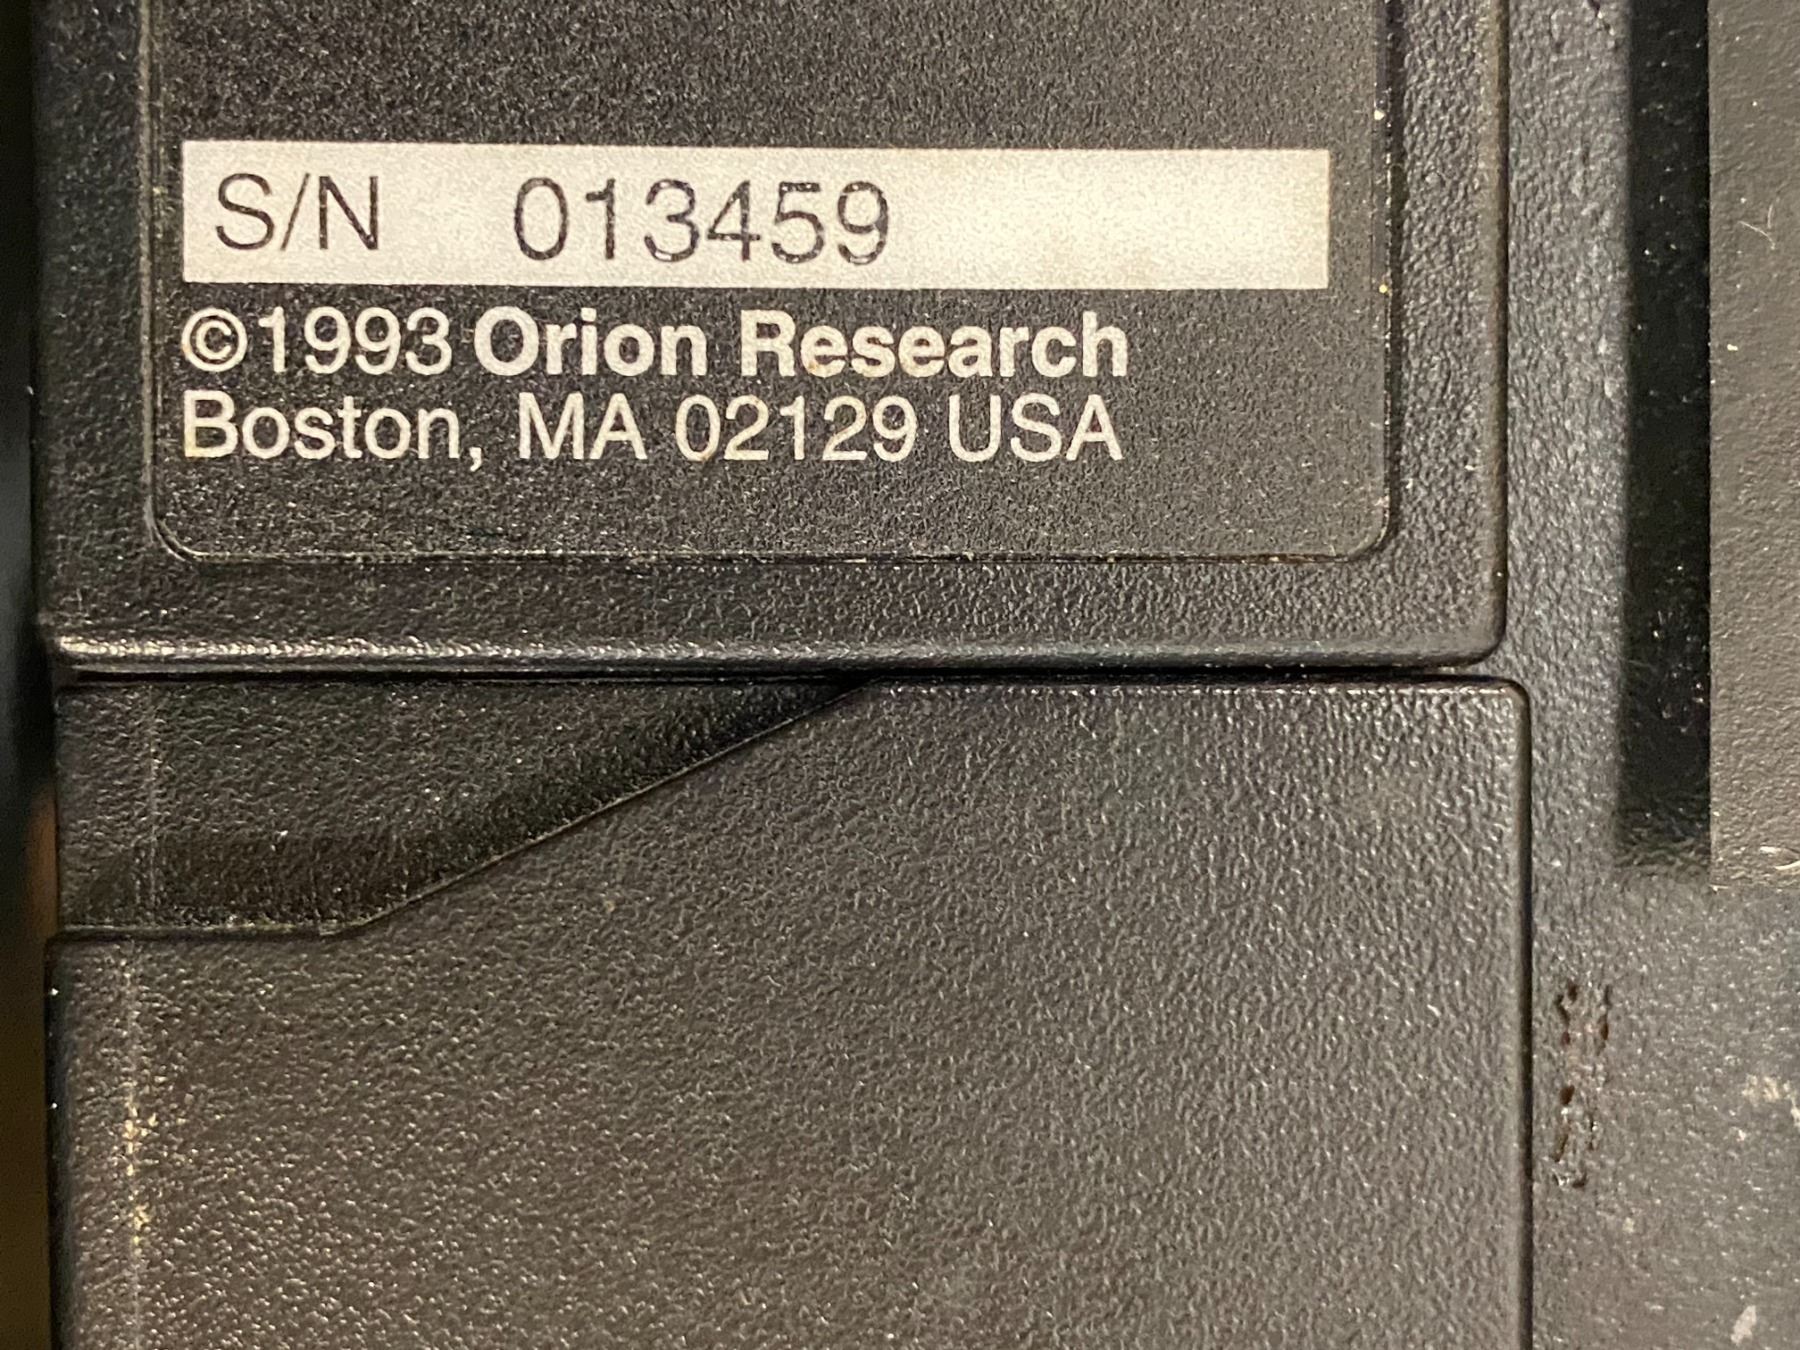 S/N 013459
©1993 Orion Research
Boston, MA 02129 USA